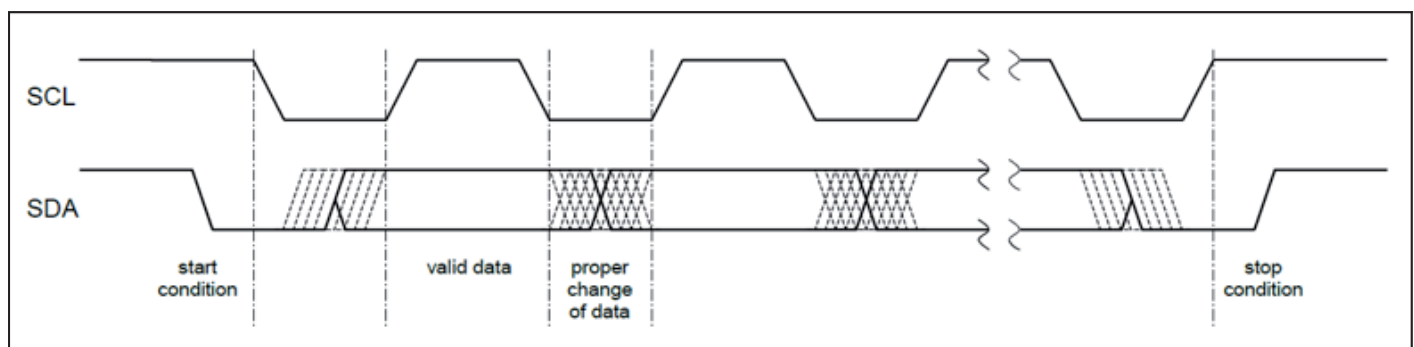 SCL
SDA
start
condition
valid data
proper
change
of data
stop
condition